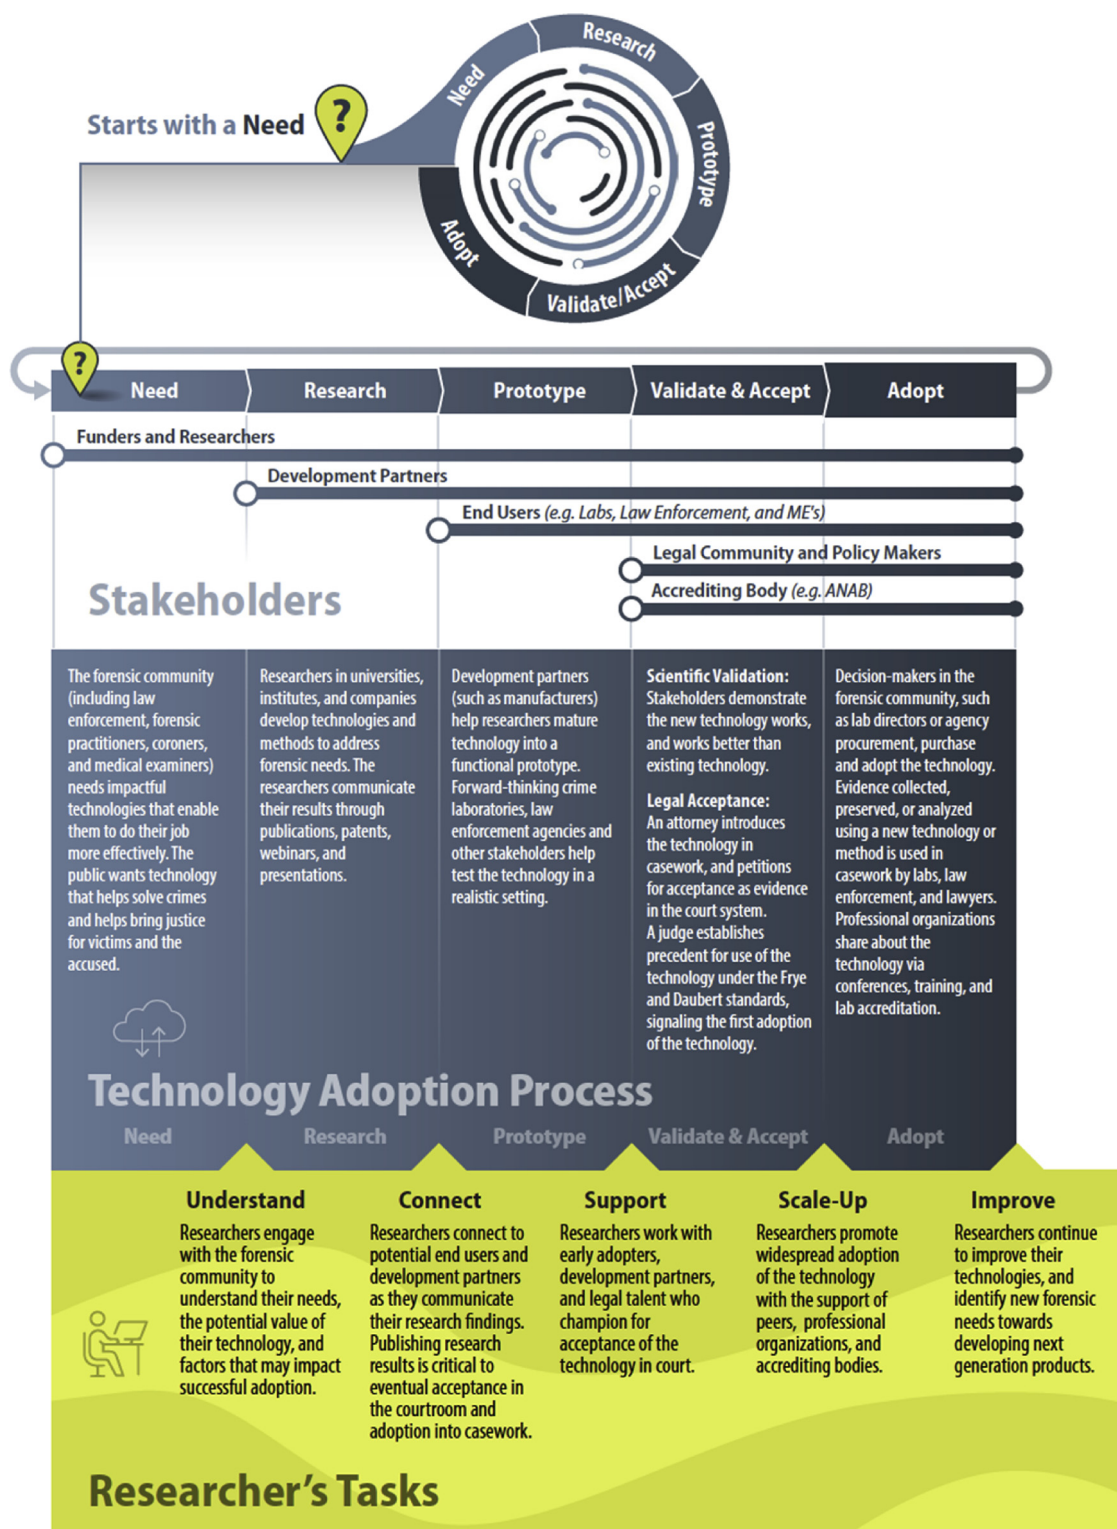 Starts with a Need
?
Need
Research
Prototype
Validate/Accept
Adopt
?
Need
Research
Prototype
Validate & Accept
Adopt
Funders and Researchers
Development Partners
End Users (e.g. Labs, Law Enforcement, and ME's)
Legal Community and Policy Makers
Accrediting Body (e.g. ANAB)
Stakeholders
The forensic community
(including law
enforcement, forensic
practitioners, coroners,
and medical examiners)
needs impactful
technologies that enable
them to do their job
more effectively. The
public wants technology
that helps solve crimes
and helps bring justice
for victims and the
accused.
Researchers in universities,
institutes, and companies
develop technologies and
methods to address
forensic needs. The
researchers communicate
their results through
publications, patents,
webinars, and
presentations.
Development partners
(such as manufacturers)
help researchers mature
technology into a
functional prototype.
Forward-thinking crime
laboratories, law
enforcement agencies and
other stakeholders help
test the technology in a
realistic setting.
Scientific Validation:
Stakeholders demonstrate
the new technology works,
and works better than
existing technology.
Legal Acceptance:
An attorney introduces
the technology in
casework, and petitions
for acceptance as evidence
in the court system.
A judge establishes
precedent for use of the
technology under the Frye
and Daubert standards,
signaling the first adoption
of the technology.
Decision-makers in the
forensic community, such
as lab directors or agency
procurement, purchase
and adopt the technology.
Evidence collected,
preserved, or analyzed
using a new technology or
method is used in
casework by labs, law
enforcement, and lawyers.
Professional organizations
share about the
technology via
conferences, training, and
lab accreditation.
Technology Adoption Process
Need
Research
Prototype
Validate & Accept
Adopt
Understand
Researchers engage
with the forensic
community to
understand their needs,
the potential value of
their technology, and
factors that may impact
successful adoption.
Connect
Researchers connect to
potential end users and
development partners
as they communicate
their research findings.
Publishing research
results is critical to
eventual acceptance in
the courtroom and
adoption into casework.
Support
Researchers work with
early adopters,
development partners,
and legal talent who
champion for
acceptance of the
technology in court.
Scale-Up
Researchers promote
widespread adoption
of the technology
with the support of
peers, professional
organizations, and
accrediting bodies.
Improve
Researchers continue
to improve their
technologies, and
identify new forensic
needs towards
developing next
generation products.
Researcher's Tasks